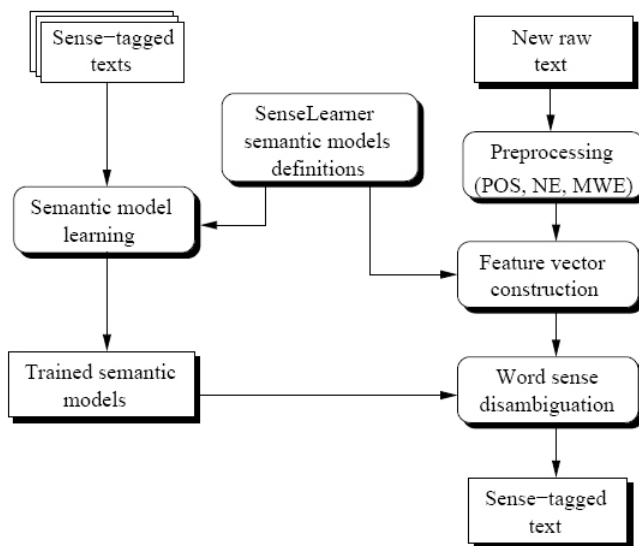 Sense−tagged
texts
New raw
text
SenseLearner
semantic models
definitions
Preprocessing
(POS, NE, MWE)
Semantic model
learning
Feature vector
construction
Trained semantic
models
Word sense
disambiguation
Sense−tagged
text